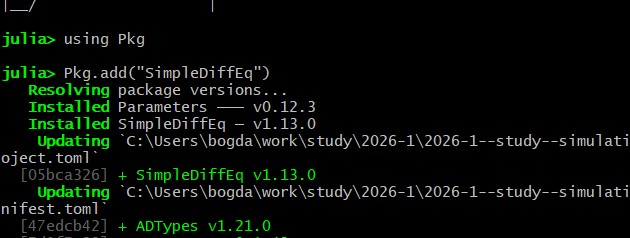 |__/                   |
julia> using Pkg
julia> Pkg.add("SimpleDiffEq")
   Resolving package versions...
   Installed Parameters ─── v0.12.3
   Installed SimpleDiffEq ─ v1.13.0
    Updating `C:\Users\bogda\work\study\2026-1\2026-1--study--simulati
oject.toml`
  [05bca326] + SimpleDiffEq v1.13.0
    Updating `C:\Users\bogda\work\study\2026-1\2026-1--study--simulati
nifest.toml`
  [47edcb42] + ADTypes v1.21.0